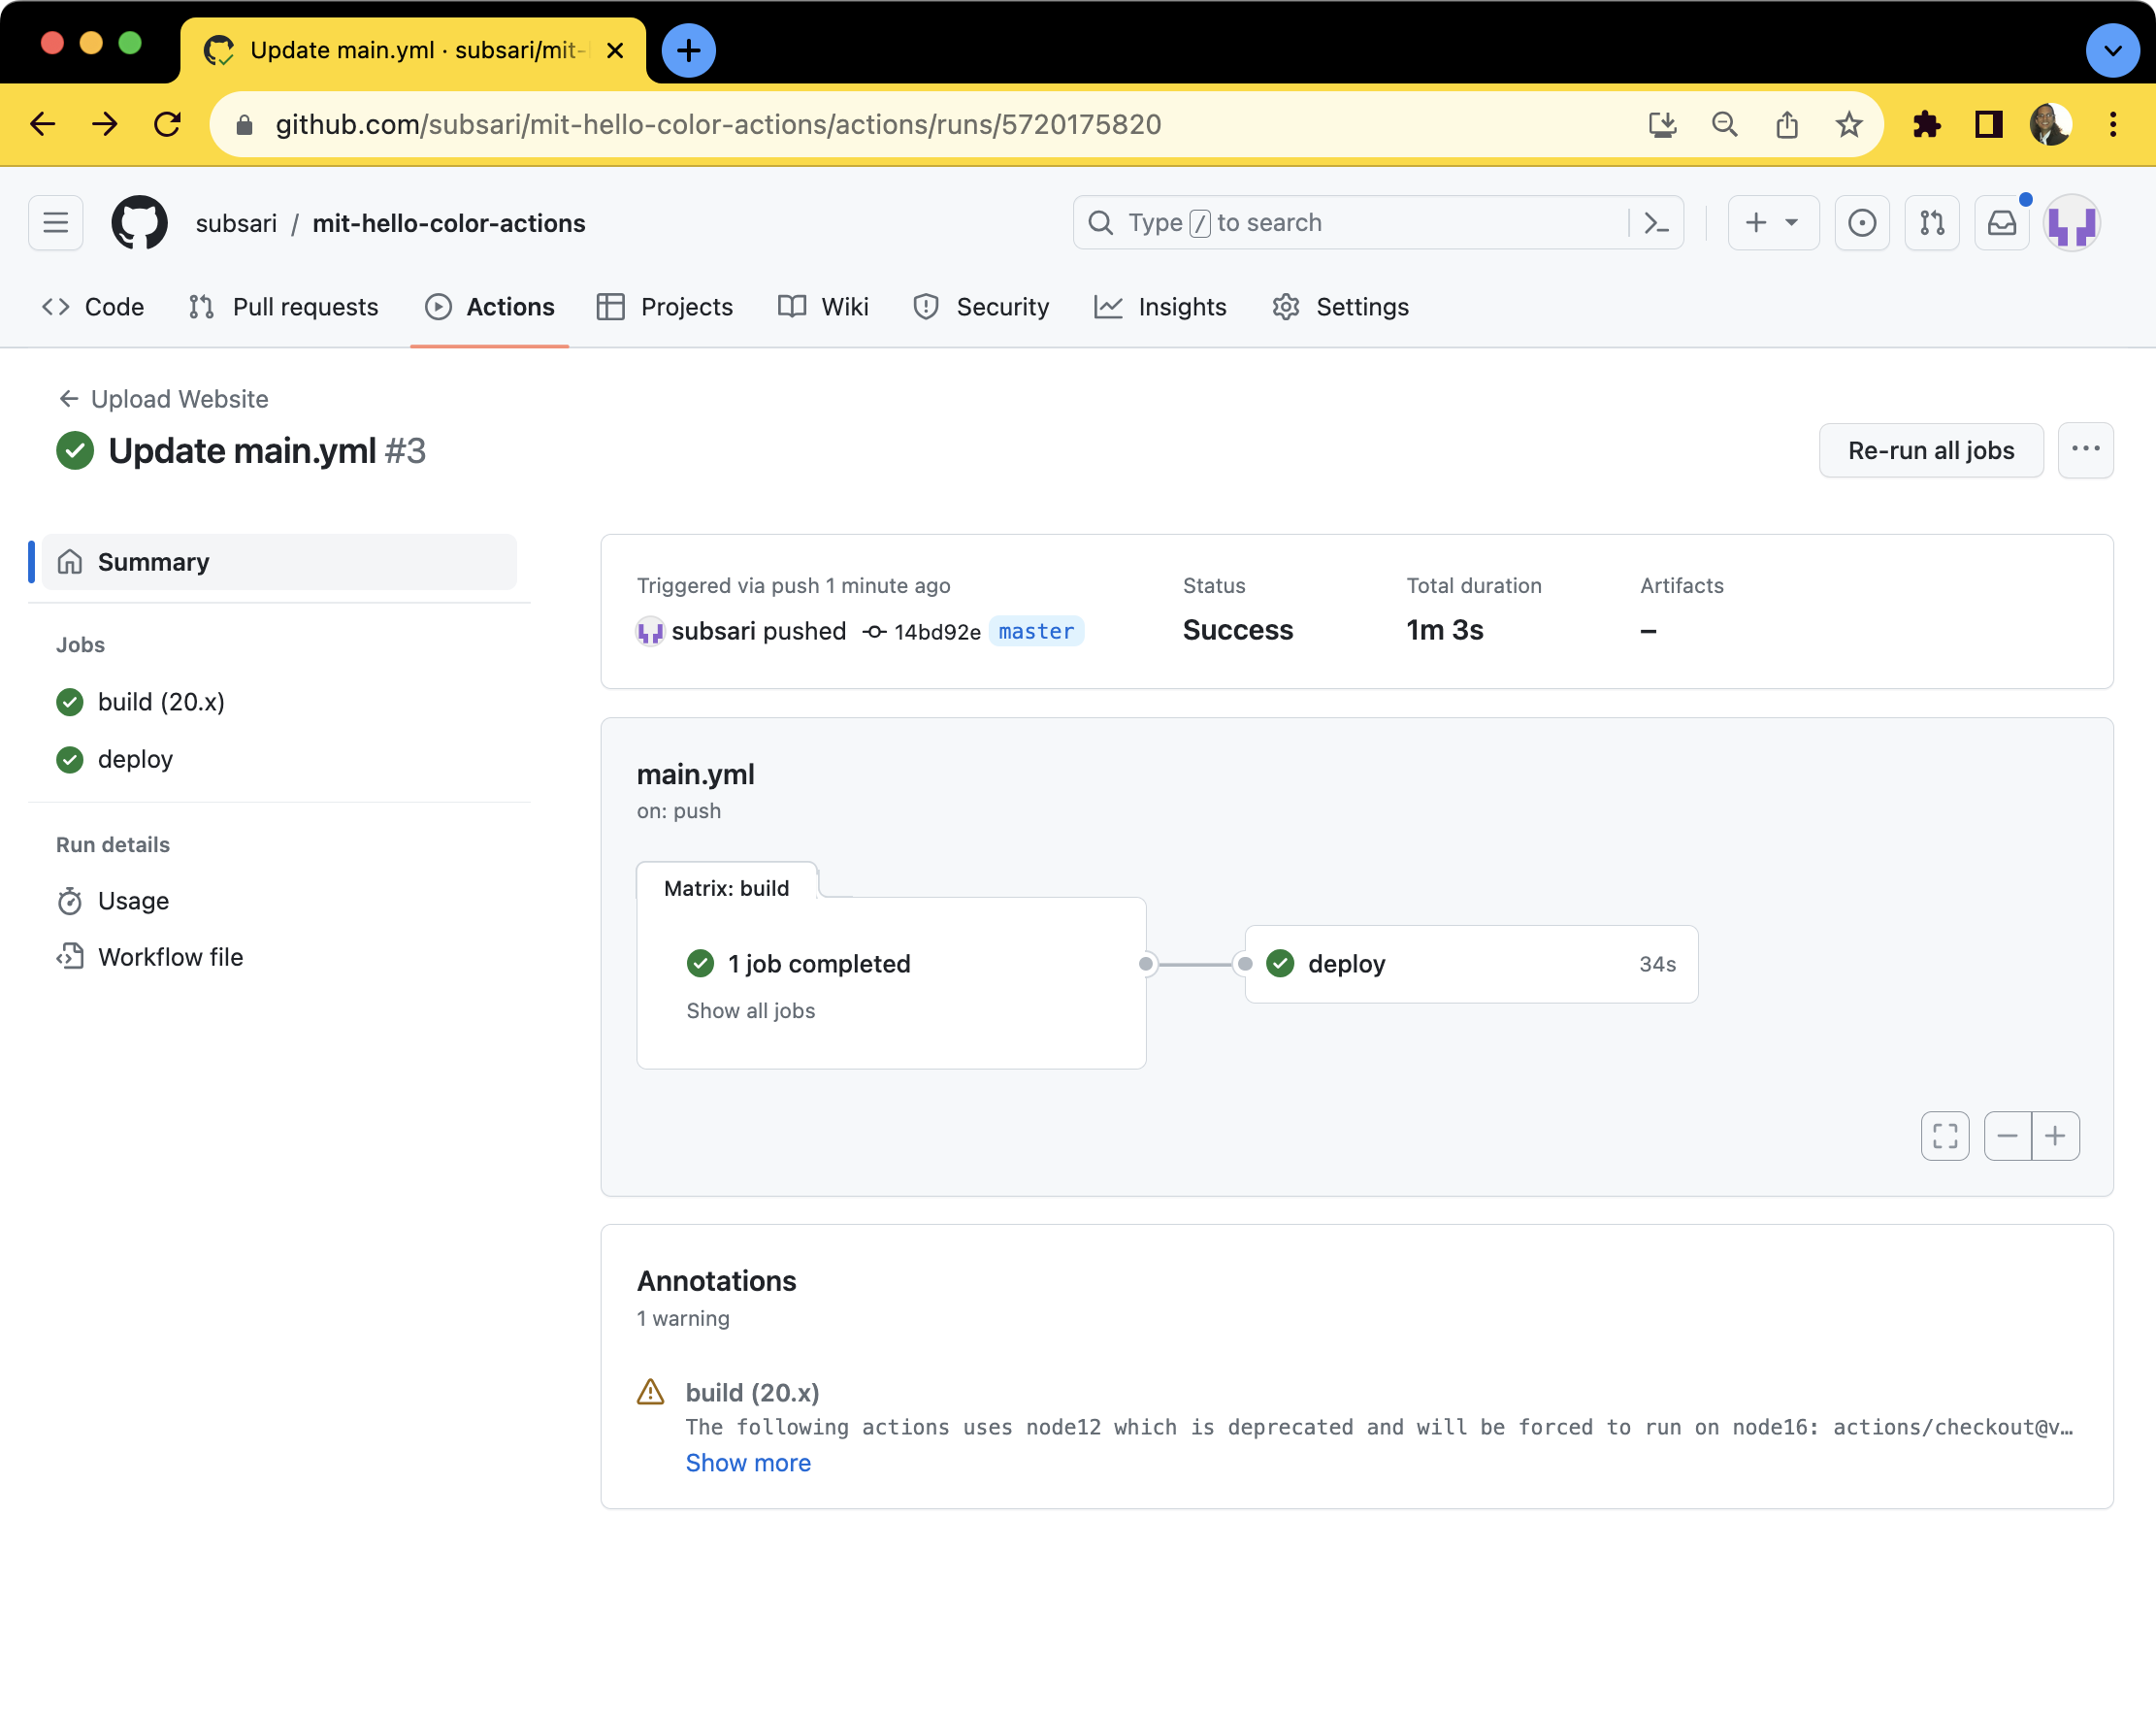 Update main.yml · subsari/mit-
github.com/subsari/mit-hello-color-actions/actions/runs/5720175820
subsari / mit-hello-color-actions
Type / to search
Code Pull requests Actions Projects Wiki Security Insights Settings
← Upload Website
Update main.yml #3
Re-run all jobs
Summary
Jobs
build (20.x)
deploy
Run details
Usage
Workflow file
Triggered via push 1 minute ago
subsari pushed 14bd92e master
Status
Success
Total duration
1m 3s
Artifacts
–
main.yml
on: push
Matrix: build
1 job completed
Show all jobs
deploy 34s
Annotations
1 warning
build (20.x)
The following actions uses node12 which is deprecated and will be forced to run on node16: actions/checkout@v…
Show more